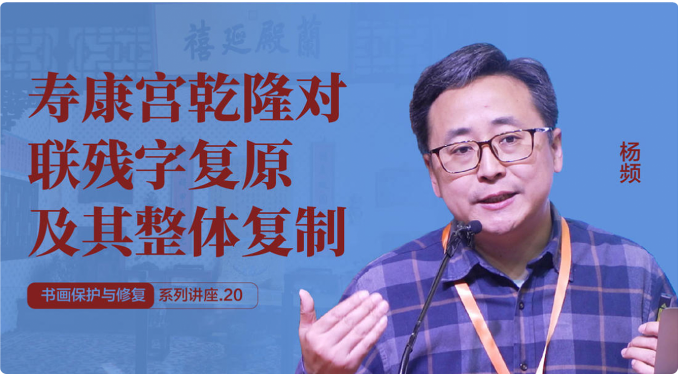 禧延殿蘭
寿康宫乾隆对
联残字复原
及其整体复制
杨频
书画保护与修复 系列讲座.20